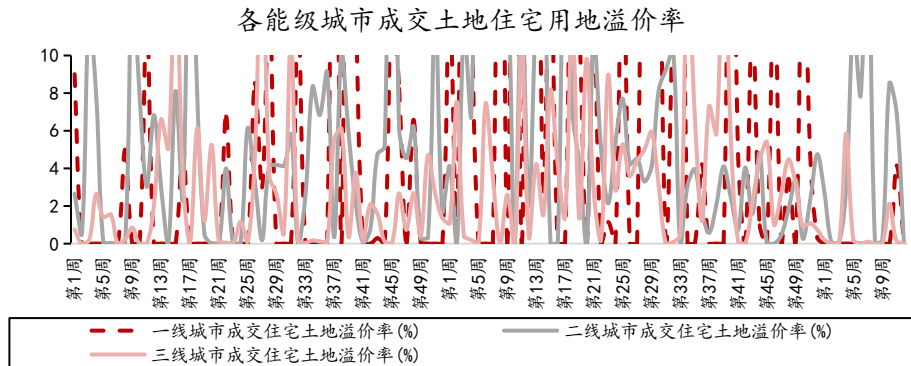 各能级城市成交土地住宅用地溢价率
10
8
6
4
2
0
第1周 第5周 第9周 第13周 第17周 第21周 第25周 第29周 第33周 第37周 第41周 第45周 第49周 第1周 第5周 第9周 第13周 第17周 第21周 第25周 第29周 第33周 第37周 第41周 第45周 第49周 第1周 第5周 第9周
一线城市成交住宅土地溢价率(%) 二线城市成交住宅土地溢价率(%)
三线城市成交住宅土地溢价率(%)